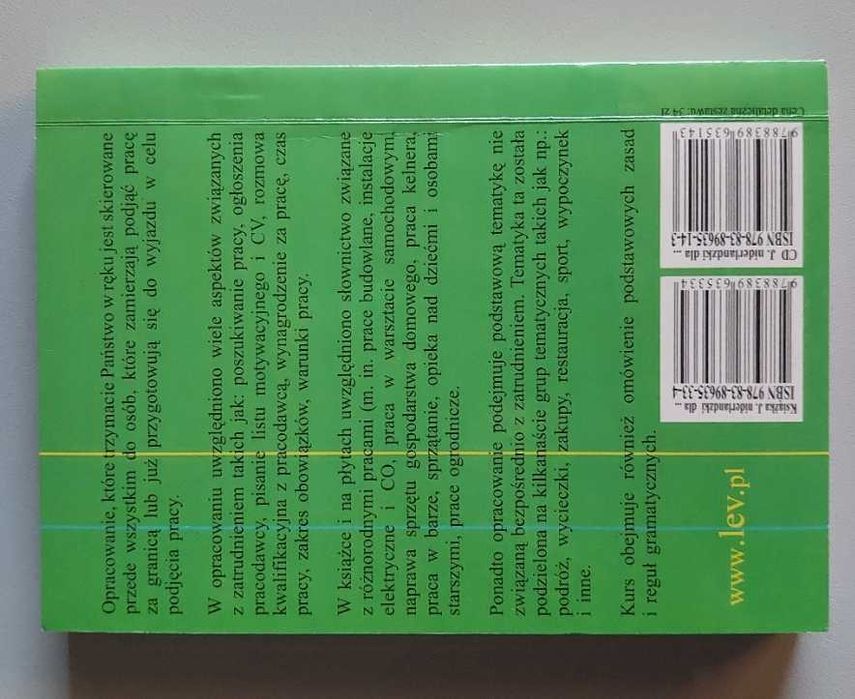 Opracowanie, które trzymacie Państwo w ręku jest skierowane
przede wszystkim do osób, które zamierzają podjąć pracę
za granicą lub już przygotowują się do wyjazdu w celu
podjęcia pracy.
W opracowaniu uwzględniono wiele aspektów związanych
z zatrudnieniem takich jak: poszukiwanie pracy, ogłoszenia
pracodawcy, pisanie listu motywacyjnego i CV, rozmowa
kwalifikacyjna z pracodawcą, wynagrodzenie za pracę, czas
pracy, zakres obowiązków, warunki pracy.
W książce i na płytach uwzględniono słownictwo związane
z różnorodnymi pracami (m. in. prace budowlane, instalacje
elektryczne i CO, praca w warsztacie samochodowym,
naprawa sprzętu gospodarstwa domowego, praca kelnera,
praca w barze, sprzątanie, opieka nad dziećmi i osobami
starszymi, prace ogrodnicze.
Ponadto opracowanie podejmuje podstawową tematykę nie
związaną bezpośrednio z zatrudnieniem. Tematyka ta została
podzielona na kilkanaście grup tematycznych takich jak np.:
podróż, wycieczki, zakupy, restauracja, sport, wypoczynek
i inne.
Kurs obejmuje również omówienie podstawowych zasad
i reguł gramatycznych.
www.lev.pl
Książka J. niderlandzki dla ...
ISBN 978-83-89635-33-4
9 788389 635334
CD J. niderlandzki dla ...
ISBN 978-83-89635-14-3
9 788389 635143
Cena detaliczna zestawu: 34 zł